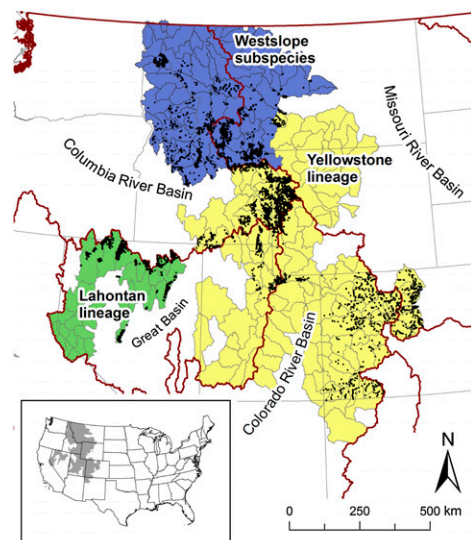 Westslope
subspecies
Missouri River Basin
Columbia River Basin
Yellowstone
lineage
Lahontan
lineage
Great Basin
Colorado River Basin
N
0 250 500 km